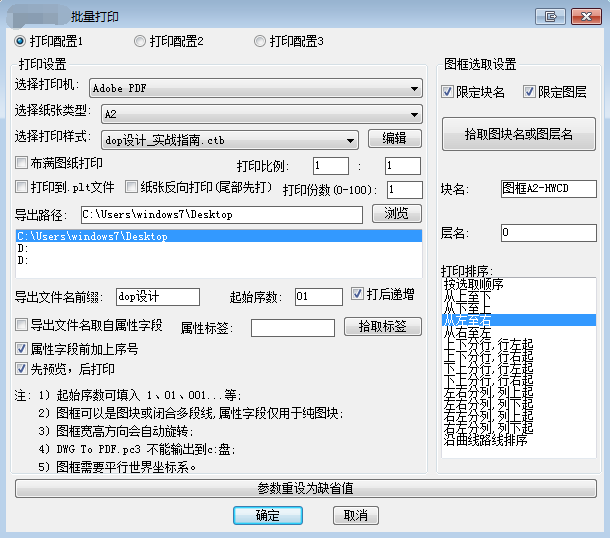 批量打印
打印配置1 打印配置2 打印配置3
打印设置
选择打印机: Adobe PDF
选择纸张类型: A2
选择打印样式: dop设计_实战指南.ctb 编辑
布满图纸打印 打印比例: 1 : 1
打印到.plt文件 纸张反向打印(尾部先打) 打印份数(0-100): 1
导出路径: C:\Users\windows7\Desktop 浏览
C:\Users\windows7\Desktop
D:
D:
导出文件名前缀: dop设计 起始序数: 01 打后递增
导出文件名取自属性字段 属性标签: 拾取标签
属性字段前加上序号
先预览，后打印
注: 1) 起始序数可填入 1、01、001...等;
2) 图框可以是图块或闭合多段线,属性字段仅用于纯图块;
3) 图框宽高方向会自动旋转;
4) DWG To PDF.pc3 不能输出到c:盘;
5) 图框需要平行世界坐标系。
图框选取设置
限定块名 限定图层
拾取图块名或图层名
块名: 图框A2-HWCD
层名: 0
打印排序:
按选取顺序
从上至下
从下至上
从左至右
从右至左
上下分行,行左起
上下分行,行右起
下上分行,行左起
下上分行,行右起
左右分列,列上起
左右分列,列下起
右左分列,列上起
右左分列,列下起
沿曲线路线排序
参数重设为缺省值
确定 取消